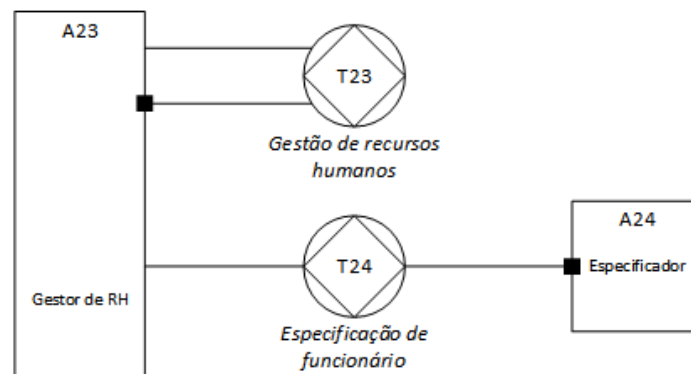 A23
T23
Gestão de recursos
humanos
A24
T24
Especificador
Gestor de RH
Especificação de
funcionário